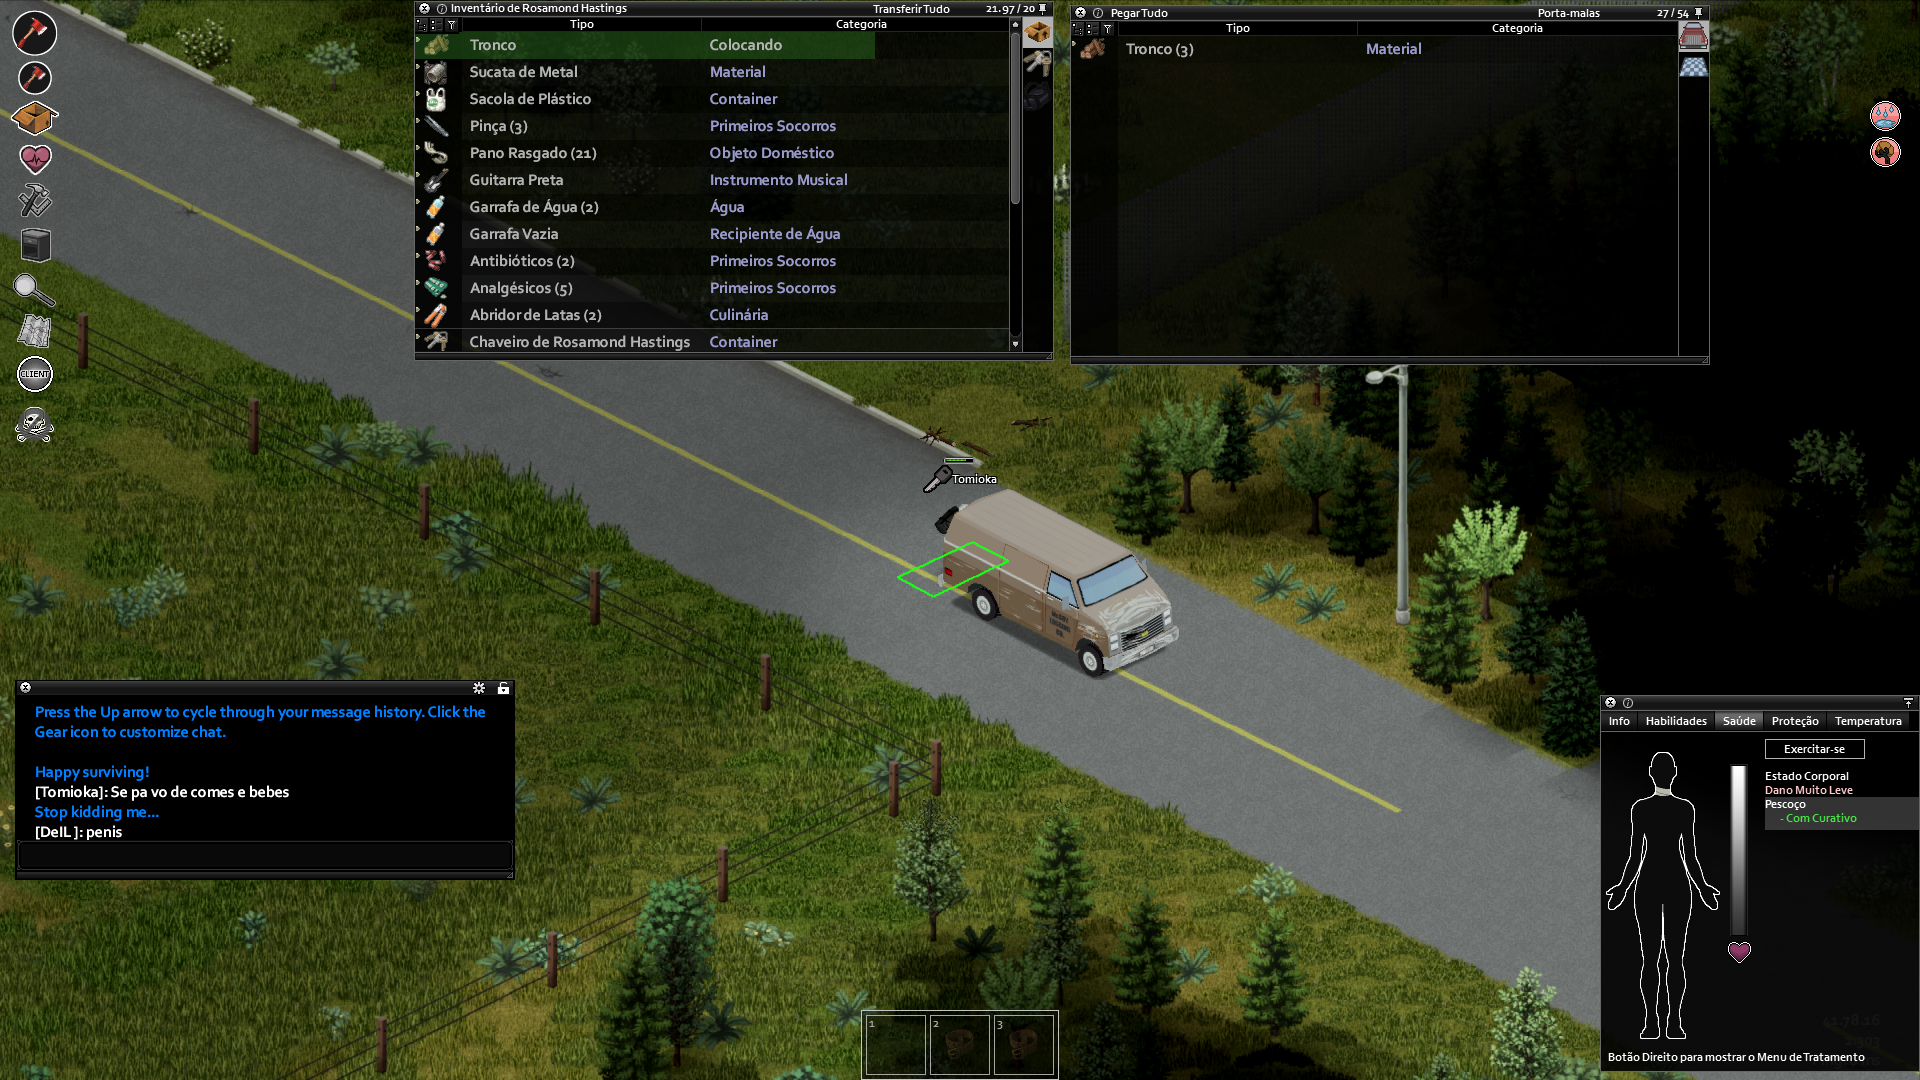 Inventário de Rosamond Hastings
Transferir Tudo
21.97 / 20
Tipo
Categoria
Tronco
Colocando
Sucata de Metal
Material
Sacola de Plástico
Container
Pinça (3)
Primeiros Socorros
Pano Rasgado (21)
Objeto Doméstico
Guitarra Preta
Instrumento Musical
Garrafa de Água (2)
Água
Garrafa Vazia
Recipiente de Água
Antibióticos (2)
Primeiros Socorros
Analgésicos (5)
Primeiros Socorros
Abridor de Latas (2)
Culinária
Chaveiro de Rosamond Hastings
Container
Pegar Tudo
Porta-malas
27 / 54
Tipo
Categoria
Tronco (3)
Material
CLIENT
Tomioka
Press the Up arrow to cycle through your message history. Click the
Gear icon to customize chat.
Happy surviving!
[Tomioka]: Se pa vo de comes e bebes
Stop kidding me...
[DelL ]: penis
1
2
3
Info
Habilidades
Saúde
Proteção
Temperatura
Exercitar-se
Estado Corporal
Dano Muito Leve
Pescoço
- Com Curativo
Botão Direito para mostrar o Menu de Tratamento